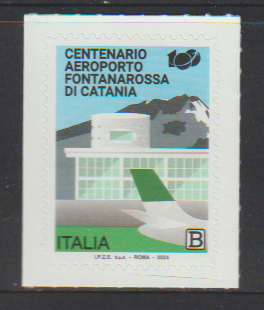 CENTENARIO
AEROPORTO
FONTANAROSSA
DI CATANIA
100
ITALIA
B
I.P.Z.S. S.p.A. - ROMA - 2024